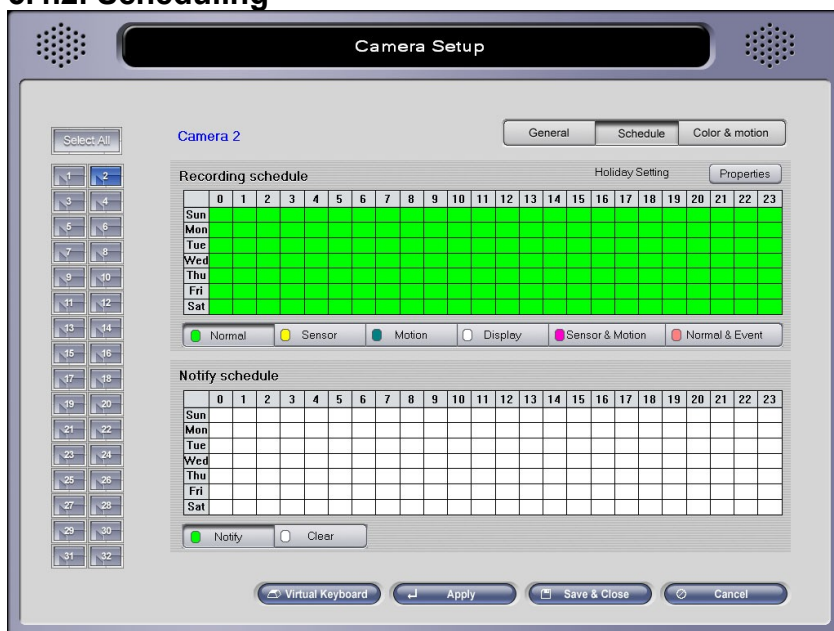 Scheduling
Camera Setup
Select All
Camera 2
General Schedule Color & motion
1 2
3 4
5 6
7 8
9 10
11 12
13 14
15 16
17 18
19 20
21 22
23 24
25 26
27 28
29 30
31 32
Recording schedule Holiday Setting Properties
0 1 2 3 4 5 6 7 8 9 10 11 12 13 14 15 16 17 18 19 20 21 22 23
Sun
Mon
Tue
Wed
Thu
Fri
Sat
Normal Sensor Motion Display Sensor & Motion Normal & Event
Notify schedule
0 1 2 3 4 5 6 7 8 9 10 11 12 13 14 15 16 17 18 19 20 21 22 23
Sun
Mon
Tue
Wed
Thu
Fri
Sat
Notify Clear
Virtual Keyboard Apply Save & Close Cancel